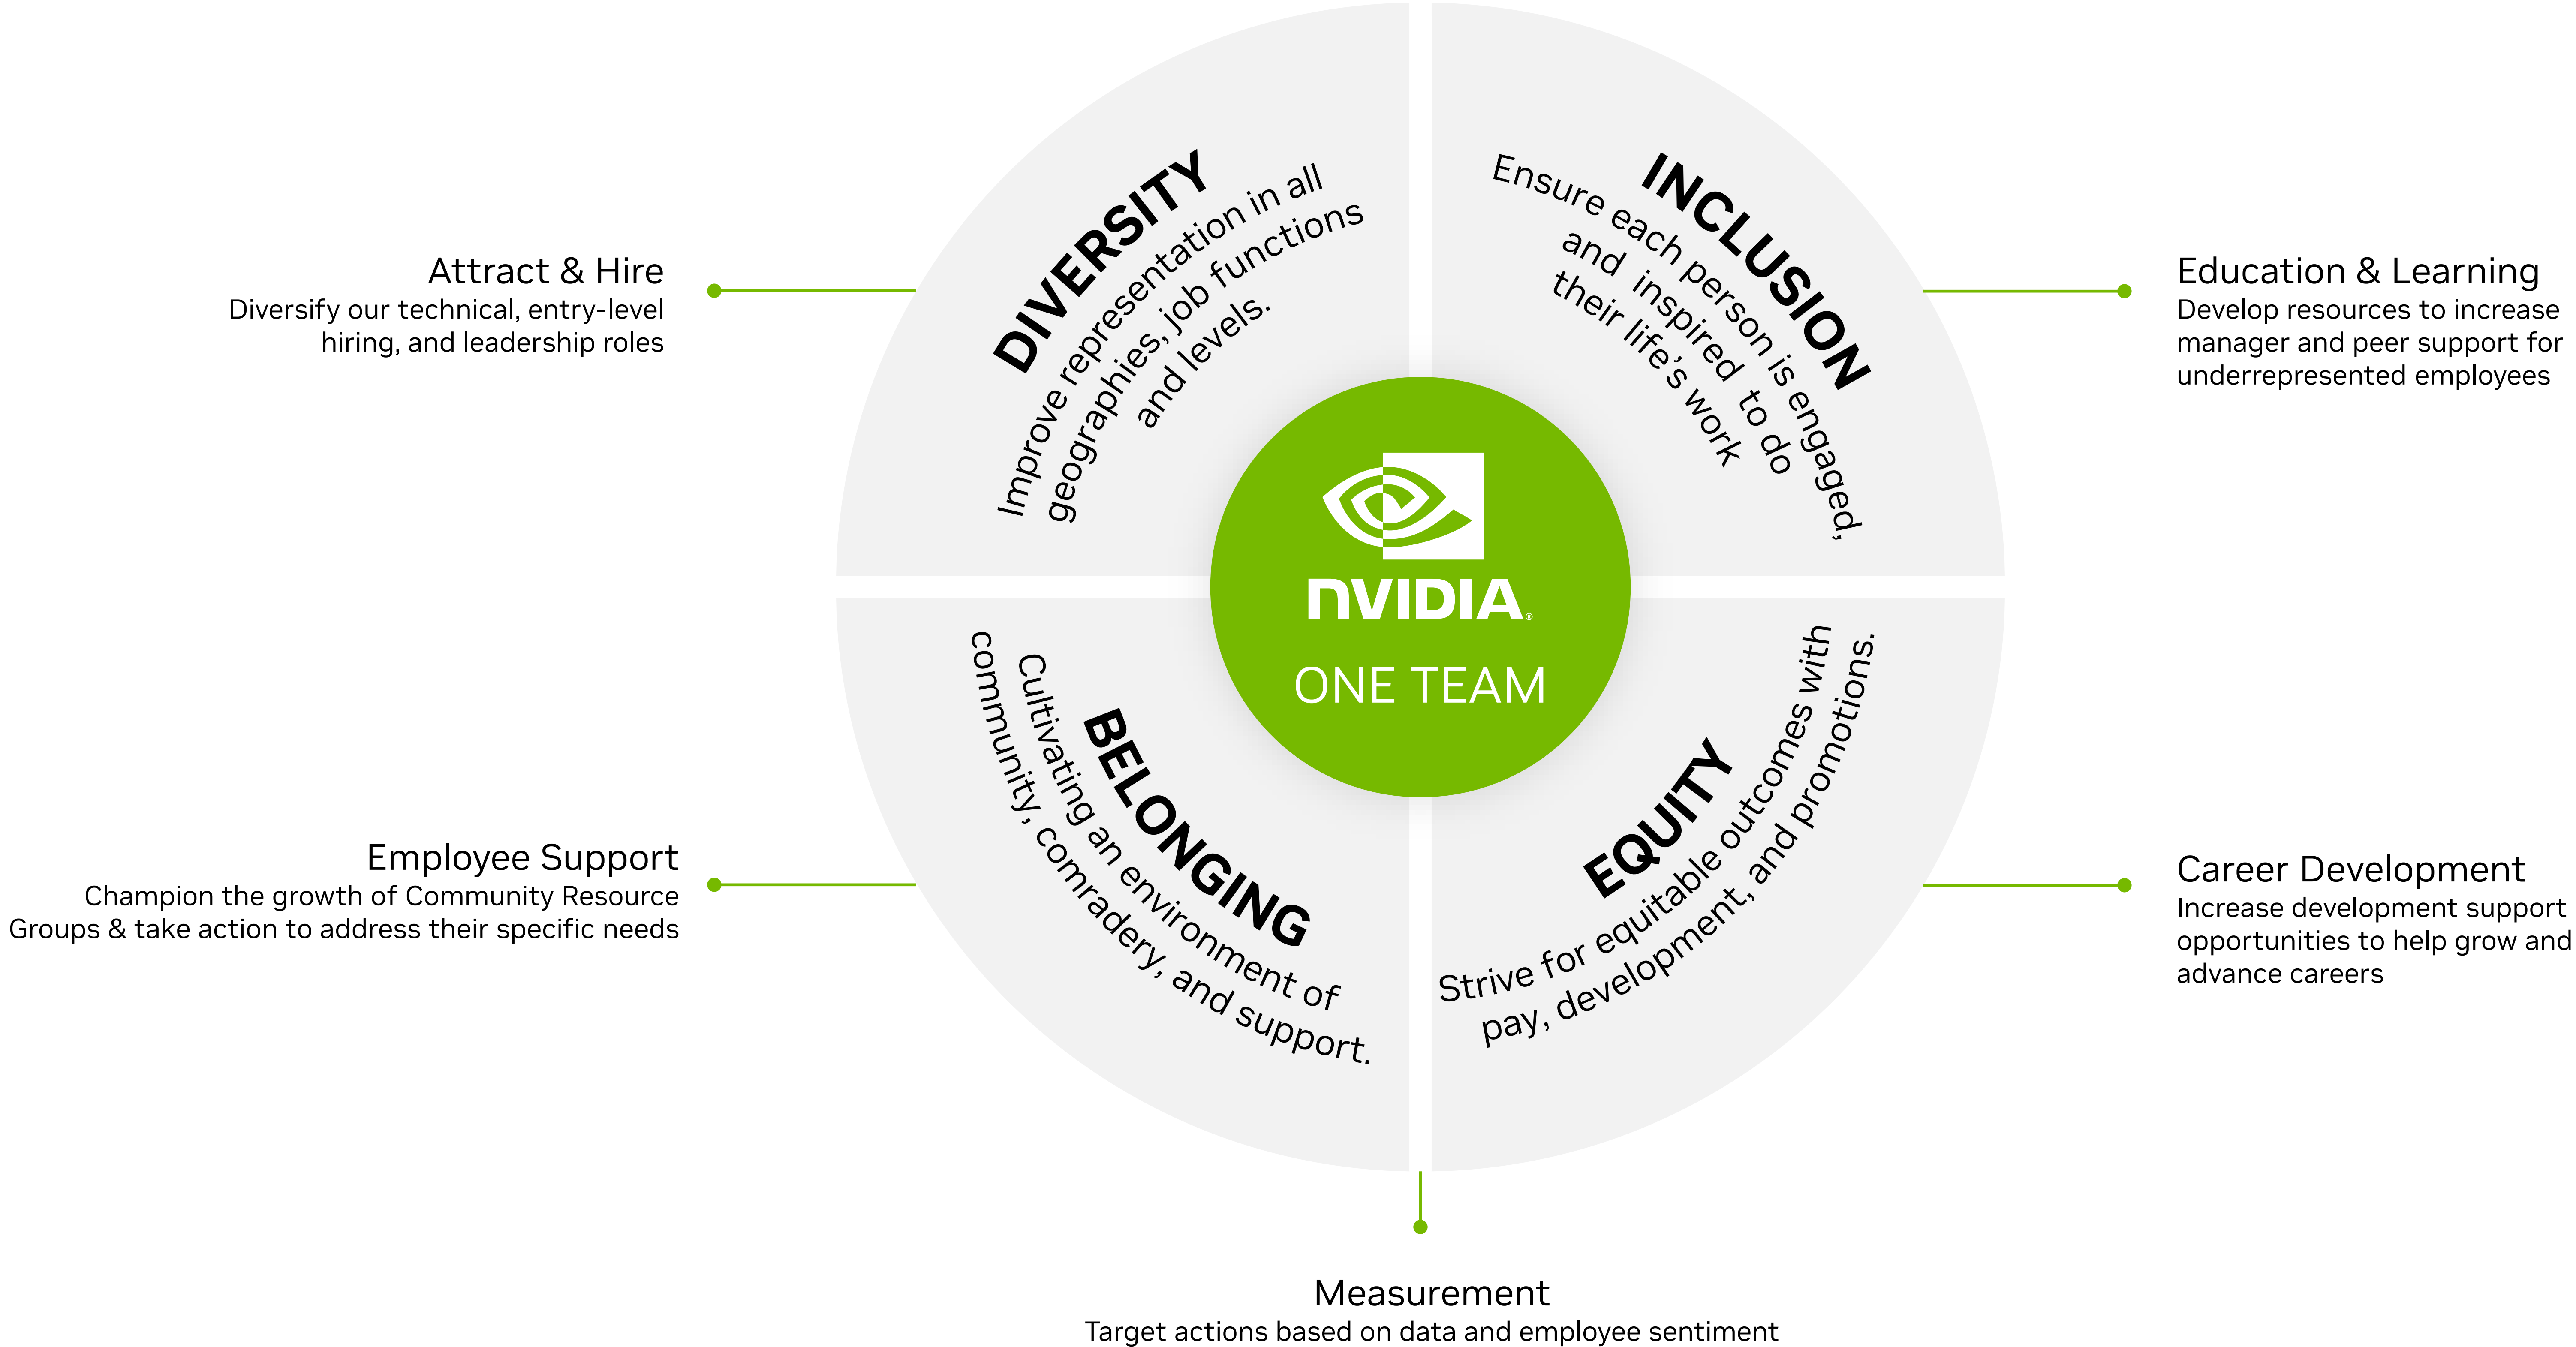 DIVERSITY
Improve representation in all
geographies, job functions
and levels.
INCLUSION
Ensure each person is engaged,
and inspired to do
their life's work
Attract & Hire
Diversify our technical, entry-level
hiring, and leadership roles
Education & Learning
Develop resources to increase
manager and peer support for
underrepresented employees
nVIDIA®
ONE TEAM
BELONGING
Cultivating an environment of
community, comradery, and support.
EQUITY
Strive for equitable outcomes with
pay, development, and promotions.
Employee Support
Champion the growth of Community Resource
Groups & take action to address their specific needs
Career Development
Increase development support
opportunities to help grow and
advance careers
Measurement
Target actions based on data and employee sentiment